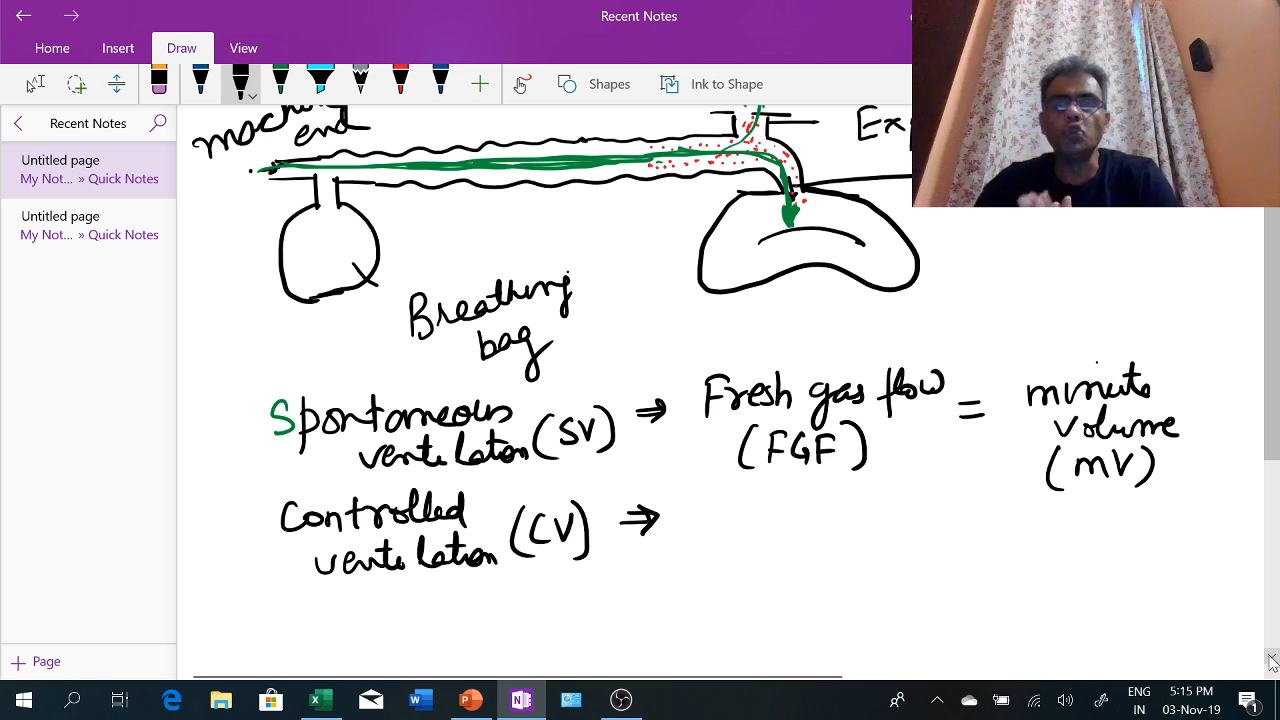 Recent Notes
Home Insert Draw View
Shapes Ink to Shape
Recent Notes
Untitled page
My No... » Quick Notes
Untitled page
My Not... » Quick Notes
end
Breathing
bag
Spontaneous
ventilation (SV) ⇒ Fresh gas flow
(FGF) = minute
volume
(mV)
Controlled
ventilation (CV) ⇒
+ Page
ENG
IN
5:15 PM
03-Nov-19
1